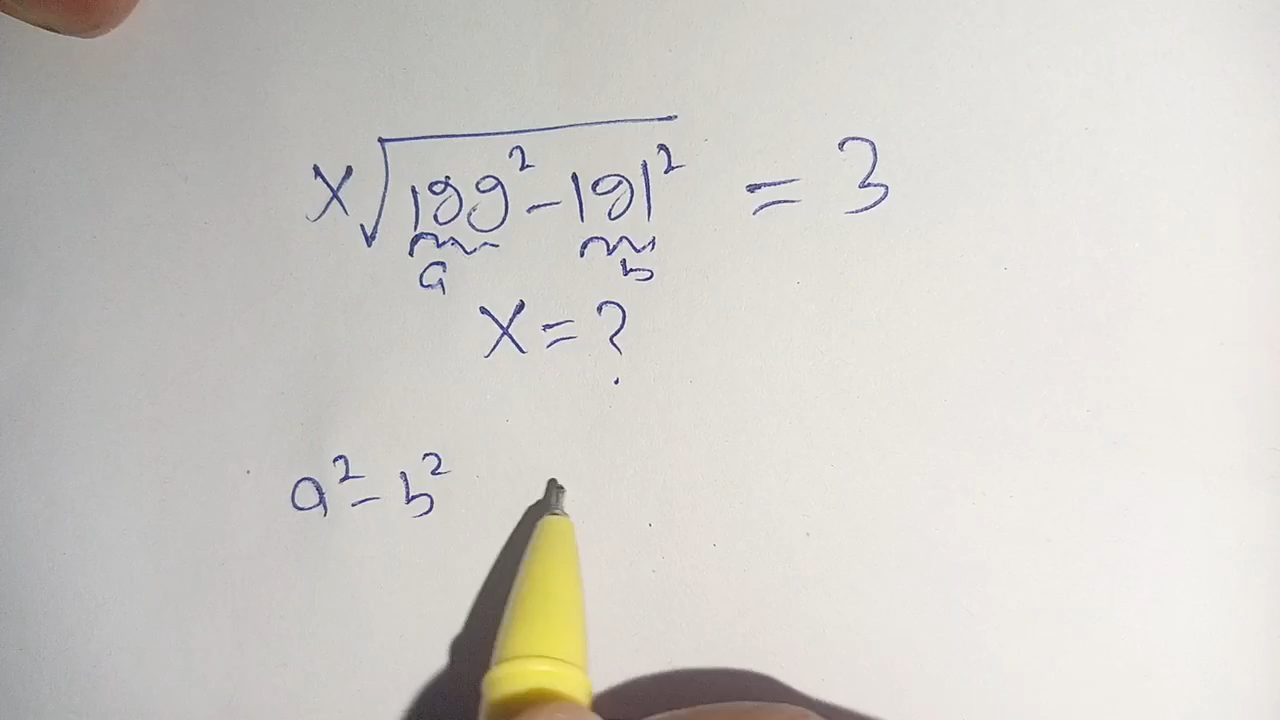 x√199² - 191² = 3
a b
x = ?
a² - b²